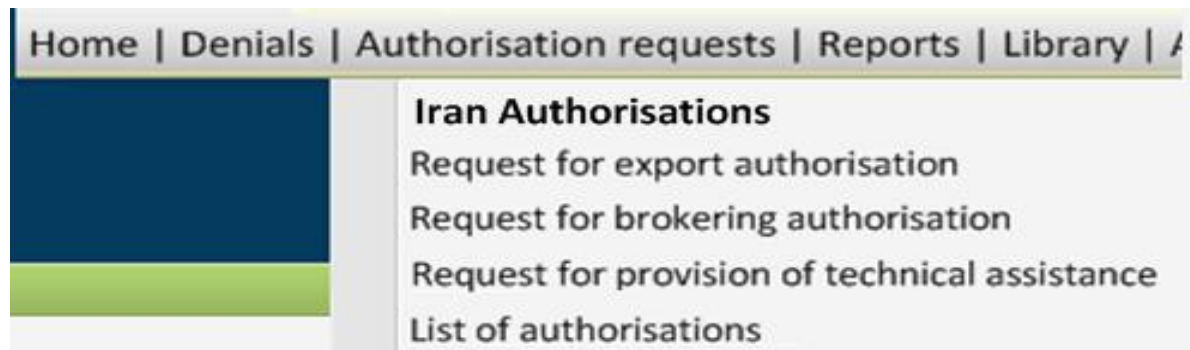 Home | Denials | Authorisation requests | Reports | Library |
Iran Authorisations
Request for export authorisation
Request for brokering authorisation
Request for provision of technical assistance
List of authorisations